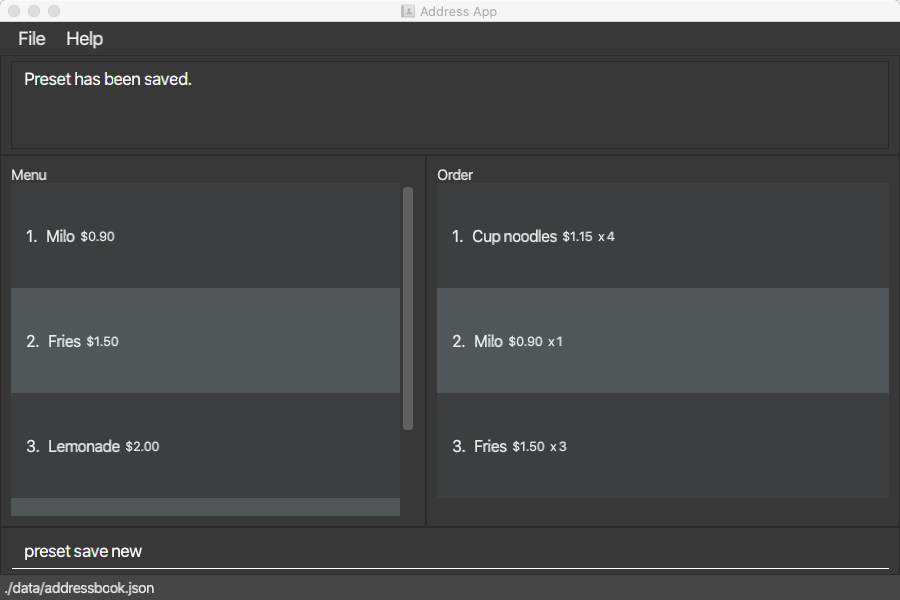 Address App
File Help
Preset has been saved.
Menu
1. Milo $0.90
2. Fries $1.50
3. Lemonade $2.00
Order
1. Cup noodles $1.15 x 4
2. Milo $0.90 x 1
3. Fries $1.50 x 3
preset save new
./data/addressbook.json